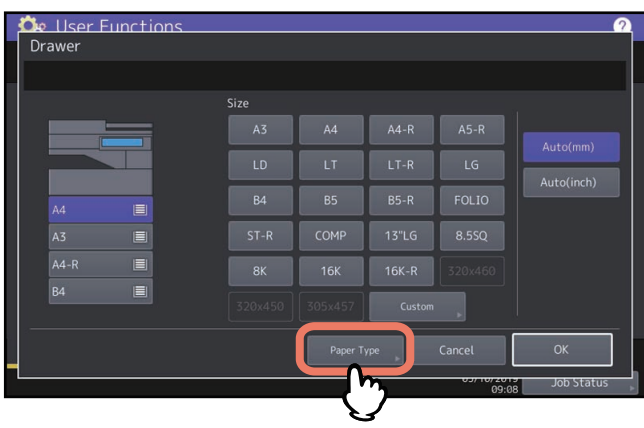 User Functions
?
Drawer
Size
A3 A4 A4-R A5-R
LD LT LT-R LG
B4 B5 B5-R FOLIO
ST-R COMP 13"LG 8.5SQ
8K 16K 16K-R 320x460
320x450 305x457 Custom
Auto(mm)
Auto(inch)
A4
A3
A4-R
B4
Paper Type Cancel OK
09:08 Job Status